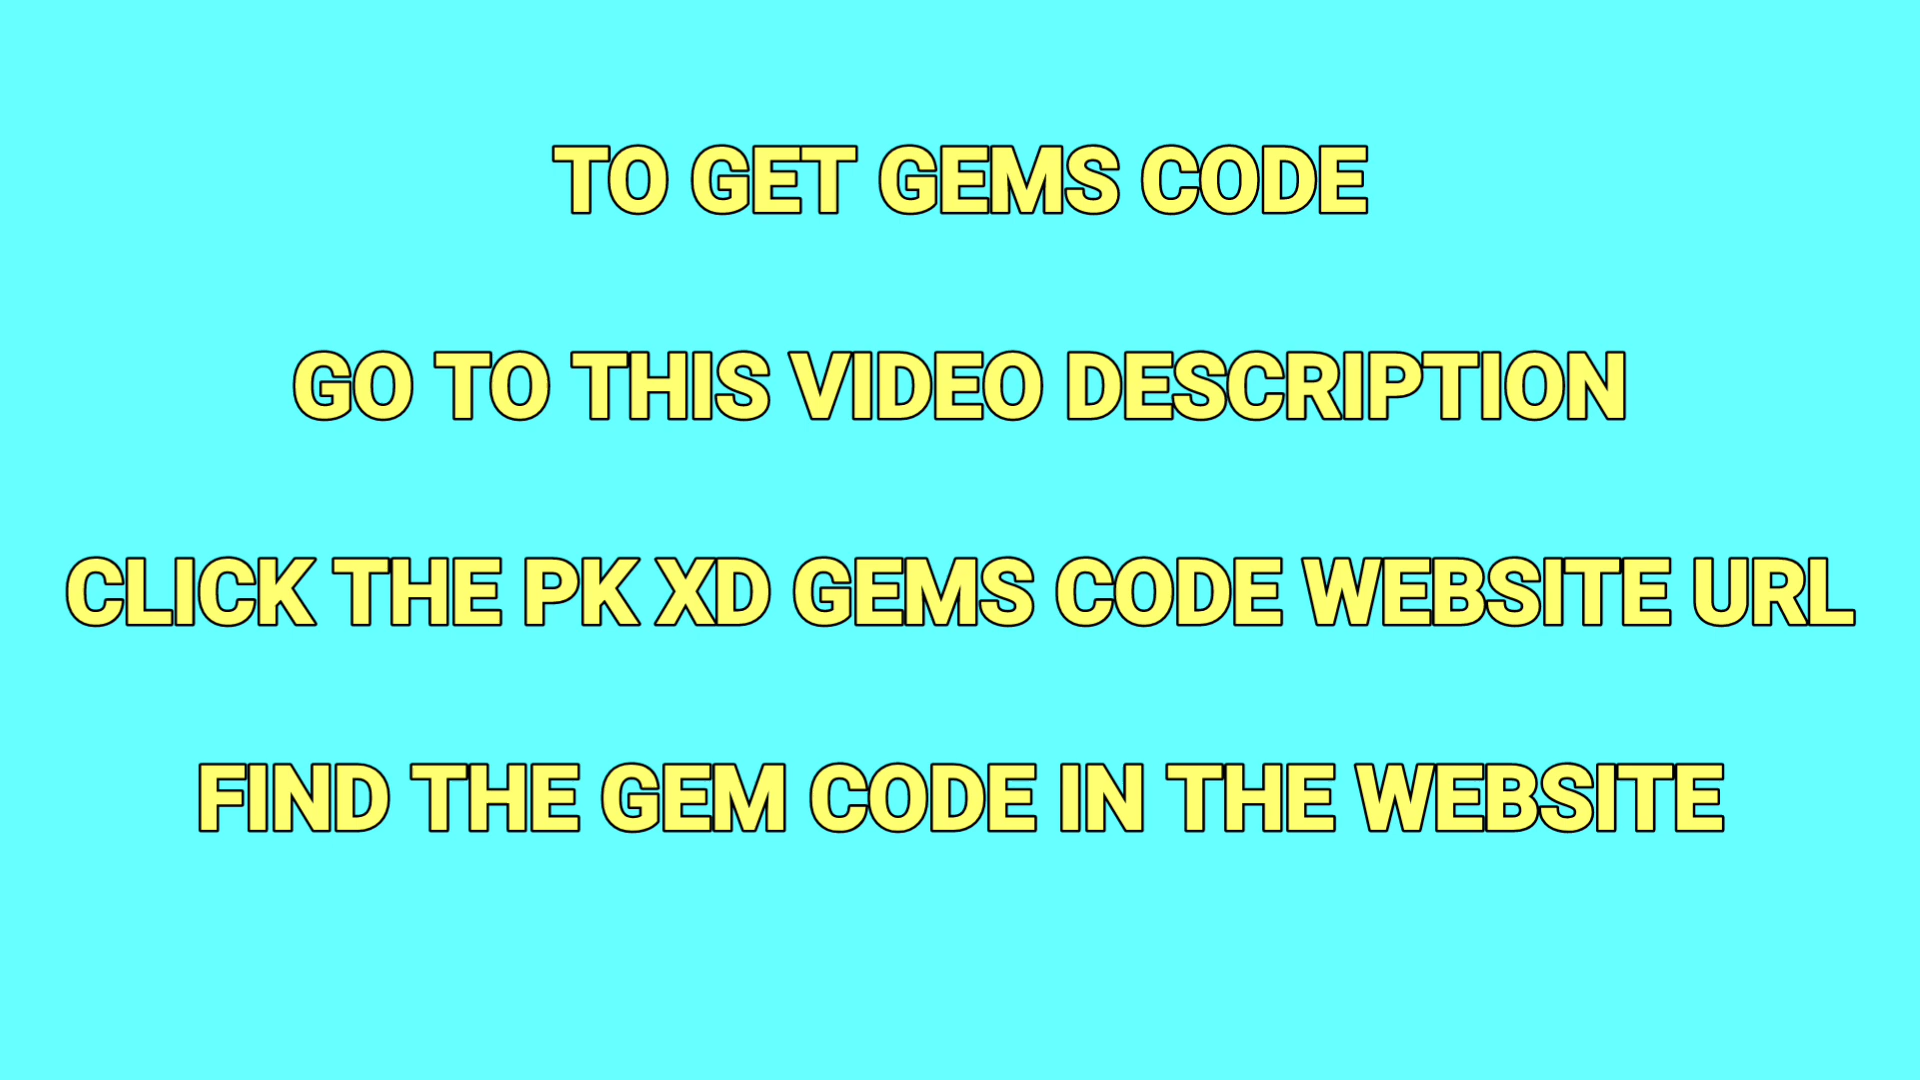 TO GET GEMS CODE
GO TO THIS VIDEO DESCRIPTION
CLICK THE PK XD GEMS CODE WEBSITE URL
FIND THE GEM CODE IN THE WEBSITE